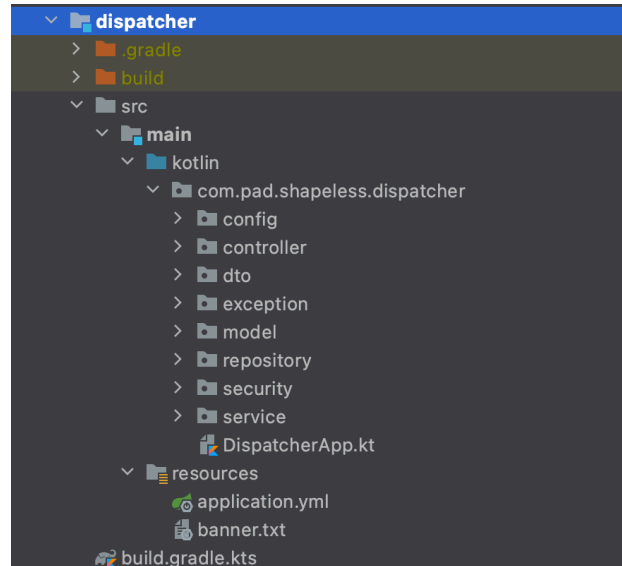 dispatcher
.gradle
build
src
main
kotlin
com.pad.shapeless.dispatcher
config
controller
dto
exception
model
repository
security
service
DispatcherApp.kt
resources
application.yml
banner.txt
build.gradle.kts